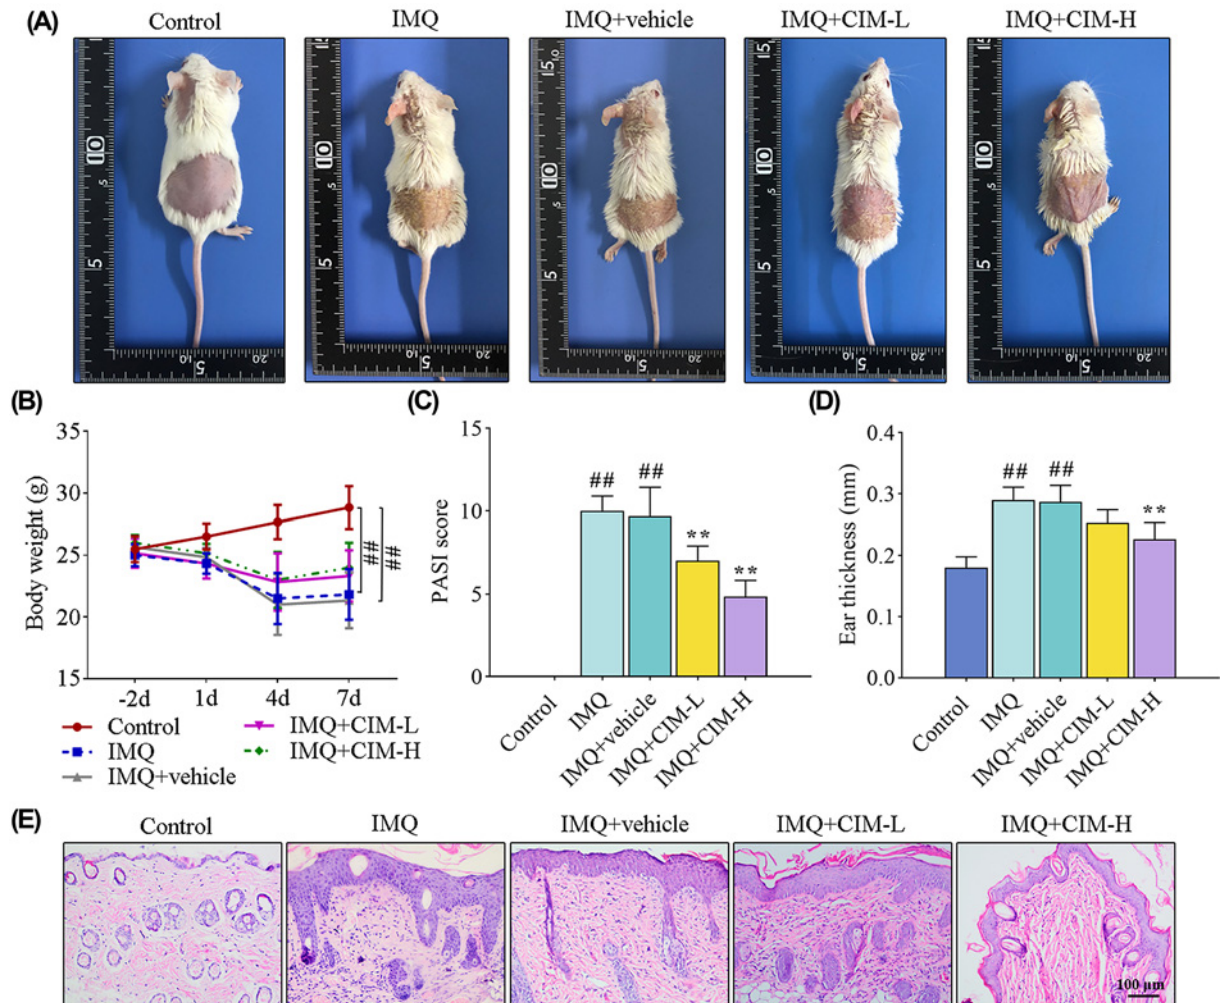 (A) Control IMQ IMQ+vehicle IMQ+CIM-L IMQ+CIM-H
(B)
Body weight (g)
35
30
25
20
15
-2d 1d 4d 7d
##
##
Control
IMQ
IMQ+vehicle
IMQ+CIM-L
IMQ+CIM-H
(C)
PASI score
15
10
5
0
## ## ** **
Control
IMQ
IMQ+vehicle
IMQ+CIM-L
IMQ+CIM-H
(D)
Ear thickness (mm)
0.4
0.3
0.2
0.1
0.0
## ## **
Control
IMQ
IMQ+vehicle
IMQ+CIM-L
IMQ+CIM-H
(E) Control IMQ IMQ+vehicle IMQ+CIM-L IMQ+CIM-H
100 μm